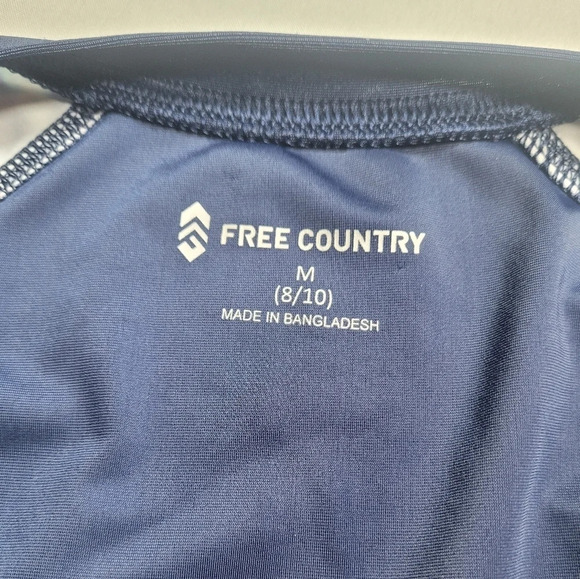 FREE COUNTRY
M
(8/10)
MADE IN BANGLADESH